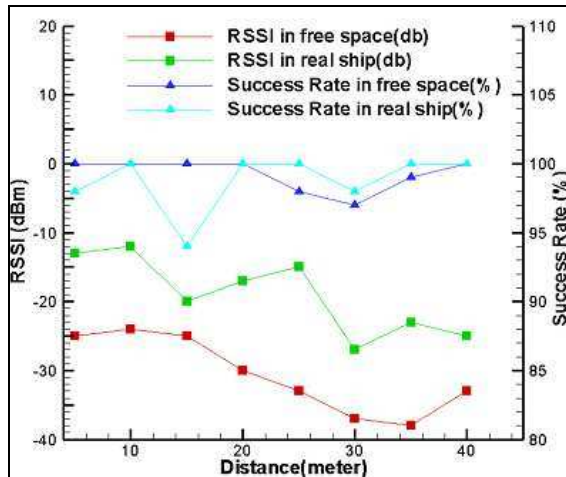 RSSI in free space(db)
RSSI in real ship(db)
Success Rate in free space(%)
Success Rate in real ship(%)
20
10
0
-10
-20
-30
-40
RSSI (dBm)
110
105
100
95
90
85
80
Success Rate (%)
10
20
30
40
Distance(meter)